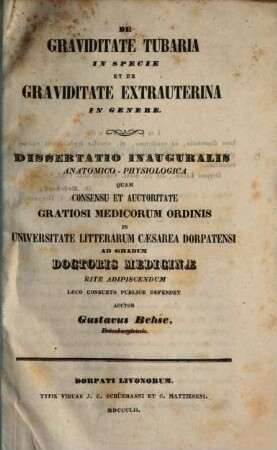 DE
GRAVIDITATE TUBARIA
IN SPECIE
ET DE
GRAVIDITATE EXTRAUTERINA
IN GENERE.
DISSERTATIO INAUGURALIS
ANATOMICO-PHYSIOLOGICA
QUAM
CONSENSU ET AUCTORITATE
GRATIOSI MEDICORUM ORDINIS
IN
UNIVERSITATE LITTERARUM CÆSAREA DORPATENSI
AD GRADUM
DOCTORIS MEDICINÆ
RITE ADIPISCENDUM
LOCO CONSUETO PUBLICE DEFENDET
AUCTOR
Gustavus Behse,
Petroburgiensis.
DORPATI LIVONORUM.
TYPIS VIDUAE J. C. SCHÜNMANNI ET C. MATTIESENI.
MDCCCLII.